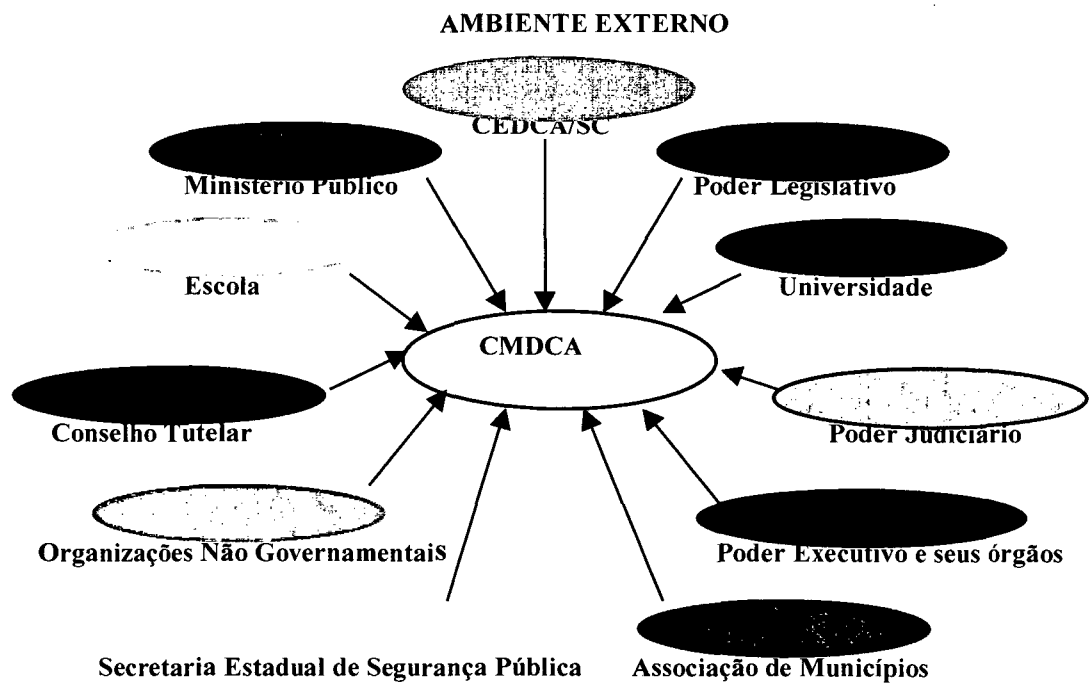 AMBIENTE EXTERNO
CEDCA/SC
Ministério Público
Poder Legislativo
Escola
Universidade
CMDCA
Conselho Tutelar
Poder Judiciário
Organizações Não Governamentais
Poder Executivo e seus órgãos
Secretaria Estadual de Segurança Pública
Associação de Municípios